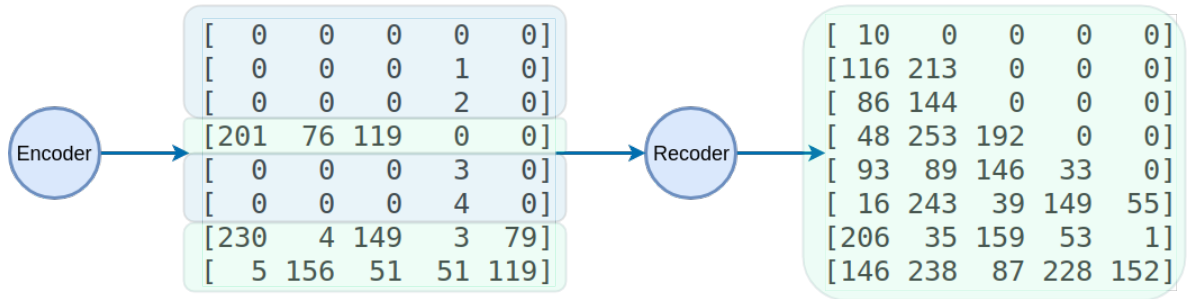 Encoder
[ 0 0 0 0 0]
[ 0 0 0 1 0]
[ 0 0 0 2 0]
[201 76 119 0 0]
[ 0 0 0 3 0]
[ 0 0 0 4 0]
[230 4 149 3 79]
[ 5 156 51 51 119]
Recoder
[ 10 0 0 0 0]
[116 213 0 0 0]
[ 86 144 0 0 0]
[ 48 253 192 0 0]
[ 93 89 146 33 0]
[ 16 243 39 149 55]
[206 35 159 53 1]
[146 238 87 228 152]